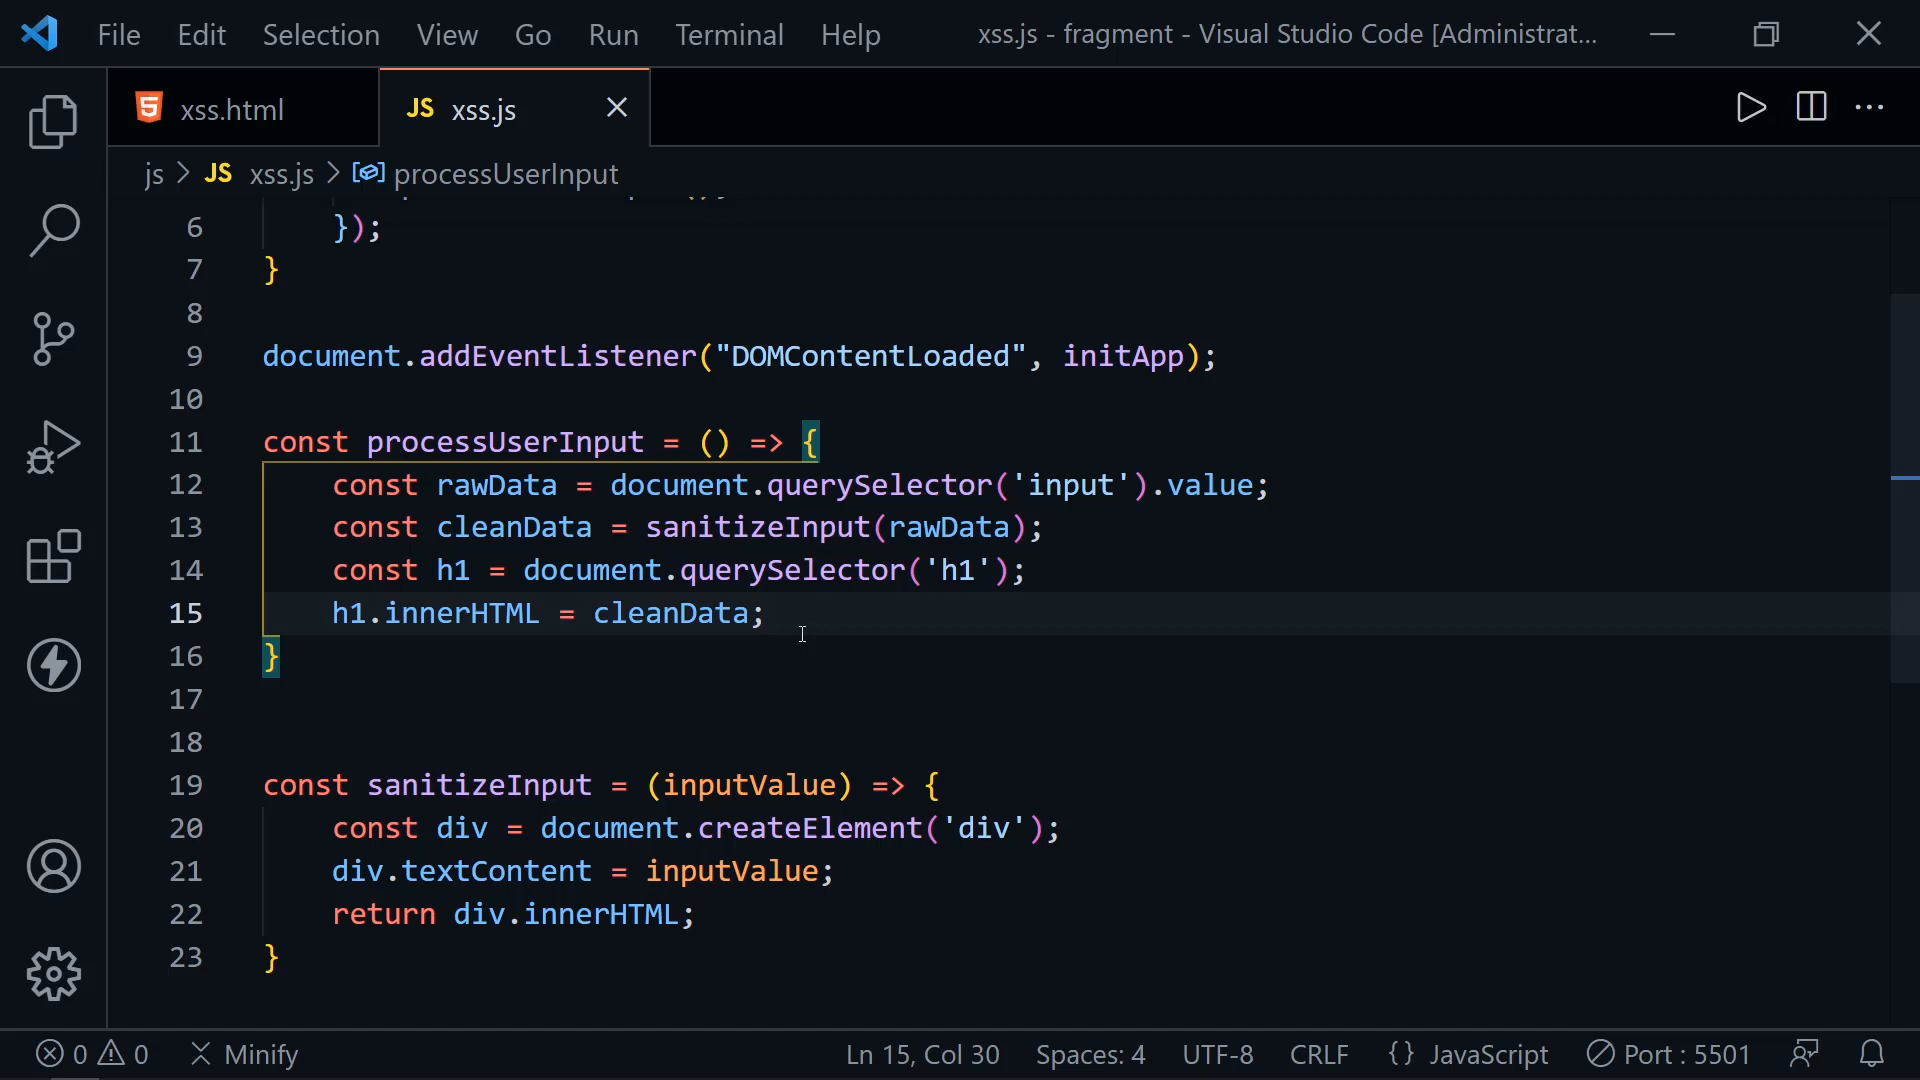 File Edit Selection View Go Run Terminal Help xss.js - fragment - Visual Studio Code [Administrat...
xss.html JS xss.js
js > JS xss.js > processUserInput
6 });
7 }
8
9 document.addEventListener("DOMContentLoaded", initApp);
10
11 const processUserInput = () => {
12 const rawData = document.querySelector('input').value;
13 const cleanData = sanitizeInput(rawData);
14 const h1 = document.querySelector('h1');
15 h1.innerHTML = cleanData;
16 }
17
18
19 const sanitizeInput = (inputValue) => {
20 const div = document.createElement('div');
21 div.textContent = inputValue;
22 return div.innerHTML;
23 }
0 0 Minify Ln 15, Col 30 Spaces: 4 UTF-8 CRLF {} JavaScript Port : 5501